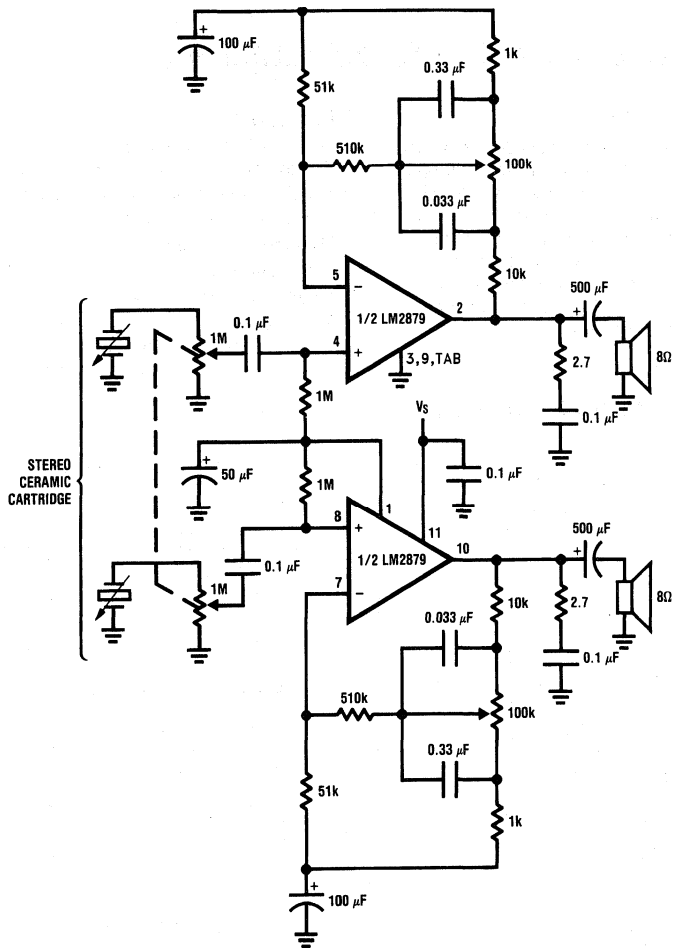 100 µF
+
51k
1k
0.33 µF
510k
100k
0.033 µF
10k
5
−
1/2 LM2879
2
4
+
3,9,TAB
500 µF
+
8Ω
2.7
0.1 µF
1M
0.1 µF
1M
STEREO
CERAMIC
CARTRIDGE
+
50 µF
1M
VS
0.1 µF
1
11
8
+
1/2 LM2879
10
7
−
0.1 µF
1M
500 µF
+
8Ω
2.7
0.1 µF
10k
0.033 µF
510k
100k
0.33 µF
51k
1k
+
100 µF